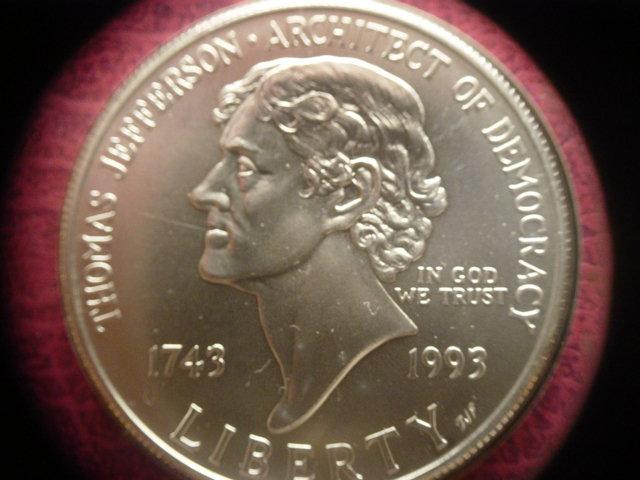 THOMAS JEFFERSON · ARCHITECT OF DEMOCRACY
IN GOD
WE TRUST
1743 1993
LIBERTY